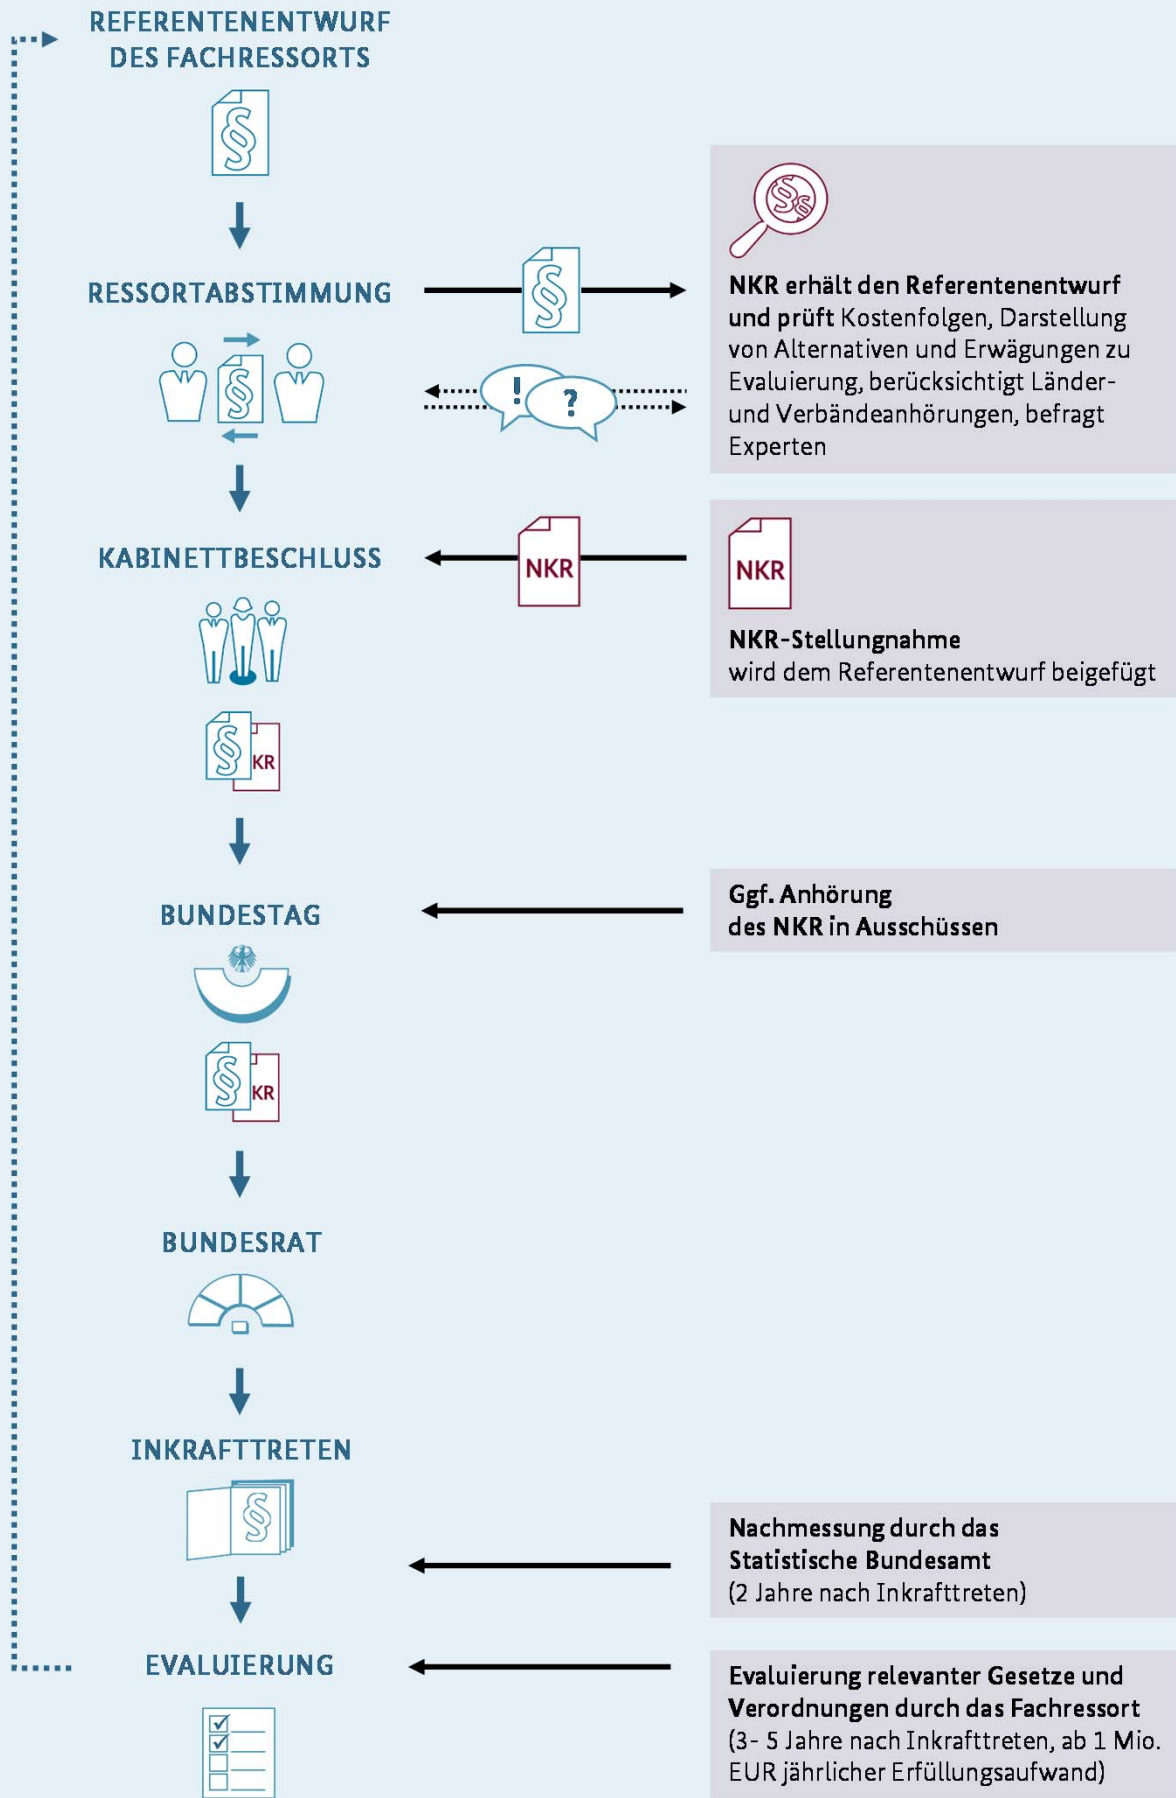 REFERENTENENTWURF
DES FACHRESSORTS
§
RESSORTABSTIMMUNG
§
§§
NKR erhält den Referentenentwurf
und prüft Kostenfolgen, Darstellung
von Alternativen und Erwägungen zu
Evaluierung, berücksichtigt Länder-
und Verbändeanhörungen, befragt
Experten
§
! ?
KABINETTBESCHLUSS
NKR
NKR
NKR-Stellungnahme
wird dem Referentenentwurf beigefügt
§ KR
BUNDESTAG
Ggf. Anhörung
des NKR in Ausschüssen
§ KR
BUNDESRAT
INKRAFTTRETEN
§
Nachmessung durch das
Statistische Bundesamt
(2 Jahre nach Inkrafttreten)
EVALUIERUNG
Evaluierung relevanter Gesetze und
Verordnungen durch das Fachressort
(3- 5 Jahre nach Inkrafttreten, ab 1 Mio.
EUR jährlicher Erfüllungsaufwand)